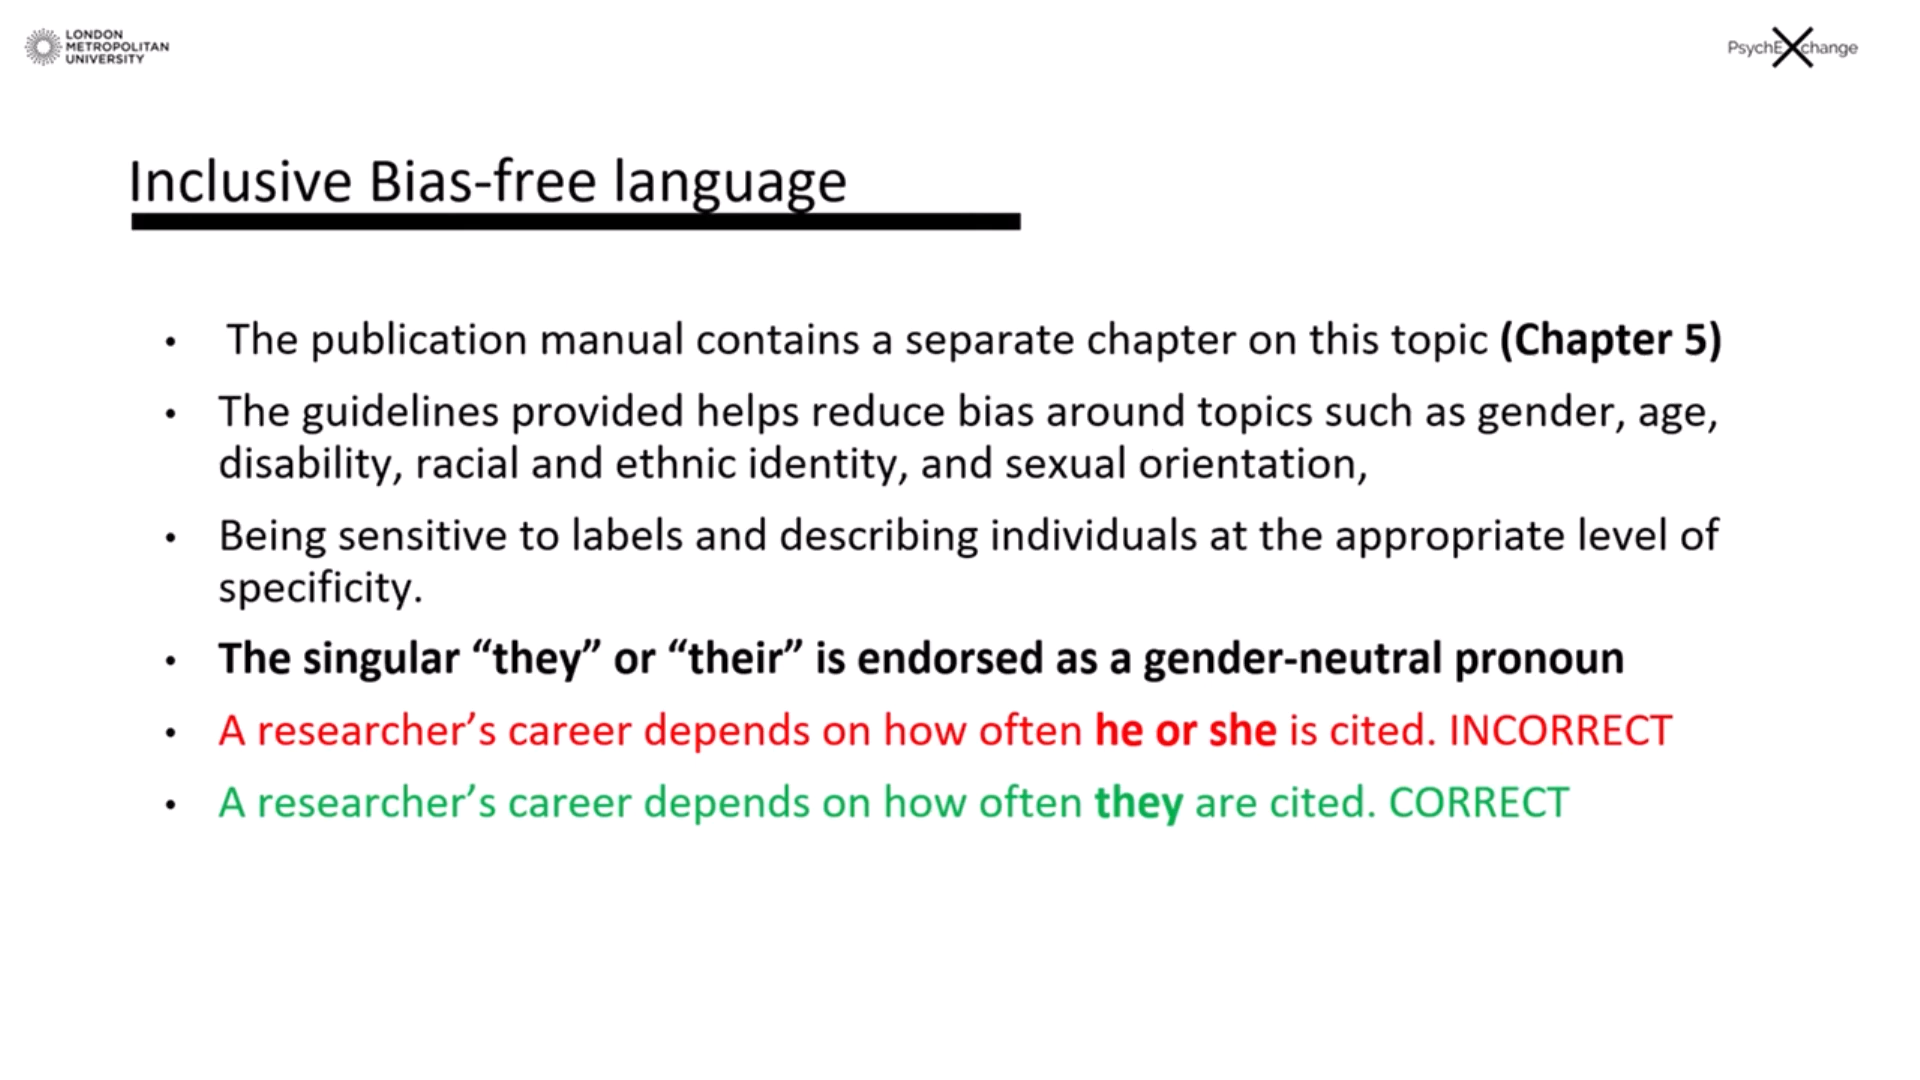 LONDON
METROPOLITAN
UNIVERSITY
PsychEXchange
Inclusive Bias-free language
• The publication manual contains a separate chapter on this topic (Chapter 5)
• The guidelines provided helps reduce bias around topics such as gender, age,
disability, racial and ethnic identity, and sexual orientation,
• Being sensitive to labels and describing individuals at the appropriate level of
specificity.
• The singular “they” or “their” is endorsed as a gender-neutral pronoun
• A researcher’s career depends on how often he or she is cited. INCORRECT
• A researcher’s career depends on how often they are cited. CORRECT